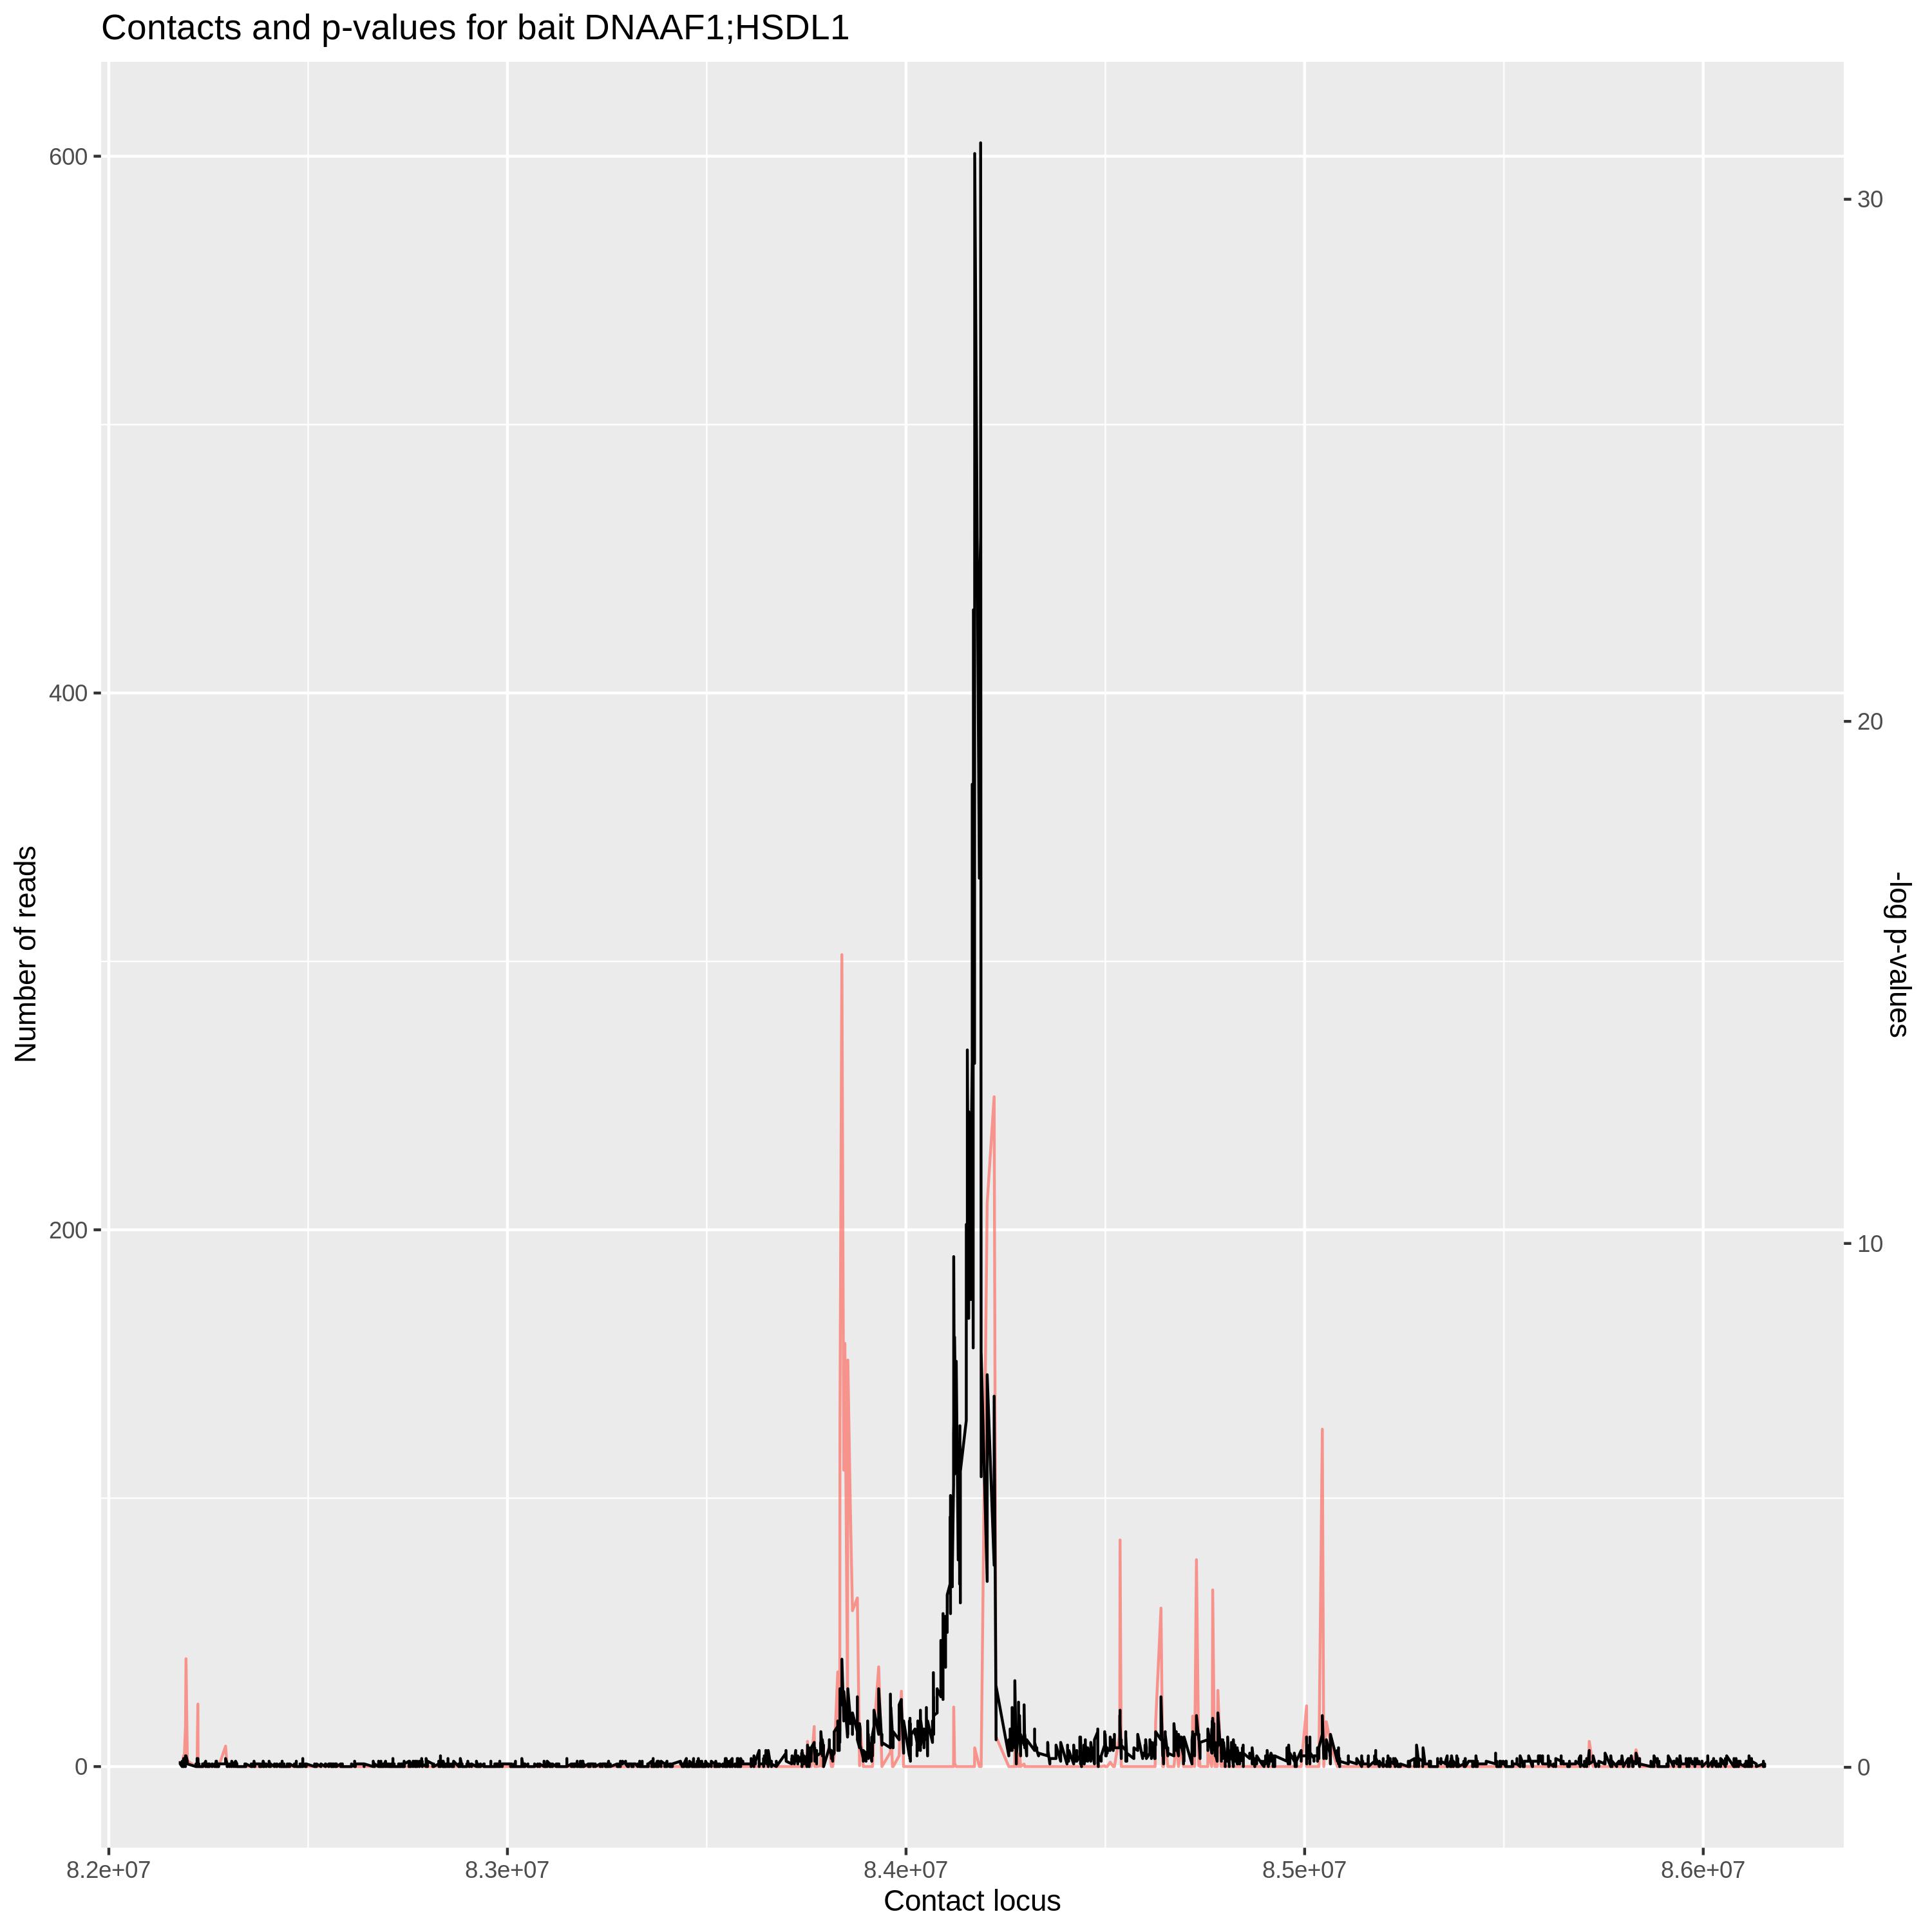 Contacts and p-values for bait DNAAF1;HSDL1
600
400
200
0
Number of reads
30
20
10
0
-log p-values
8.2e+07
8.3e+07
8.4e+07
8.5e+07
8.6e+07
Contact locus